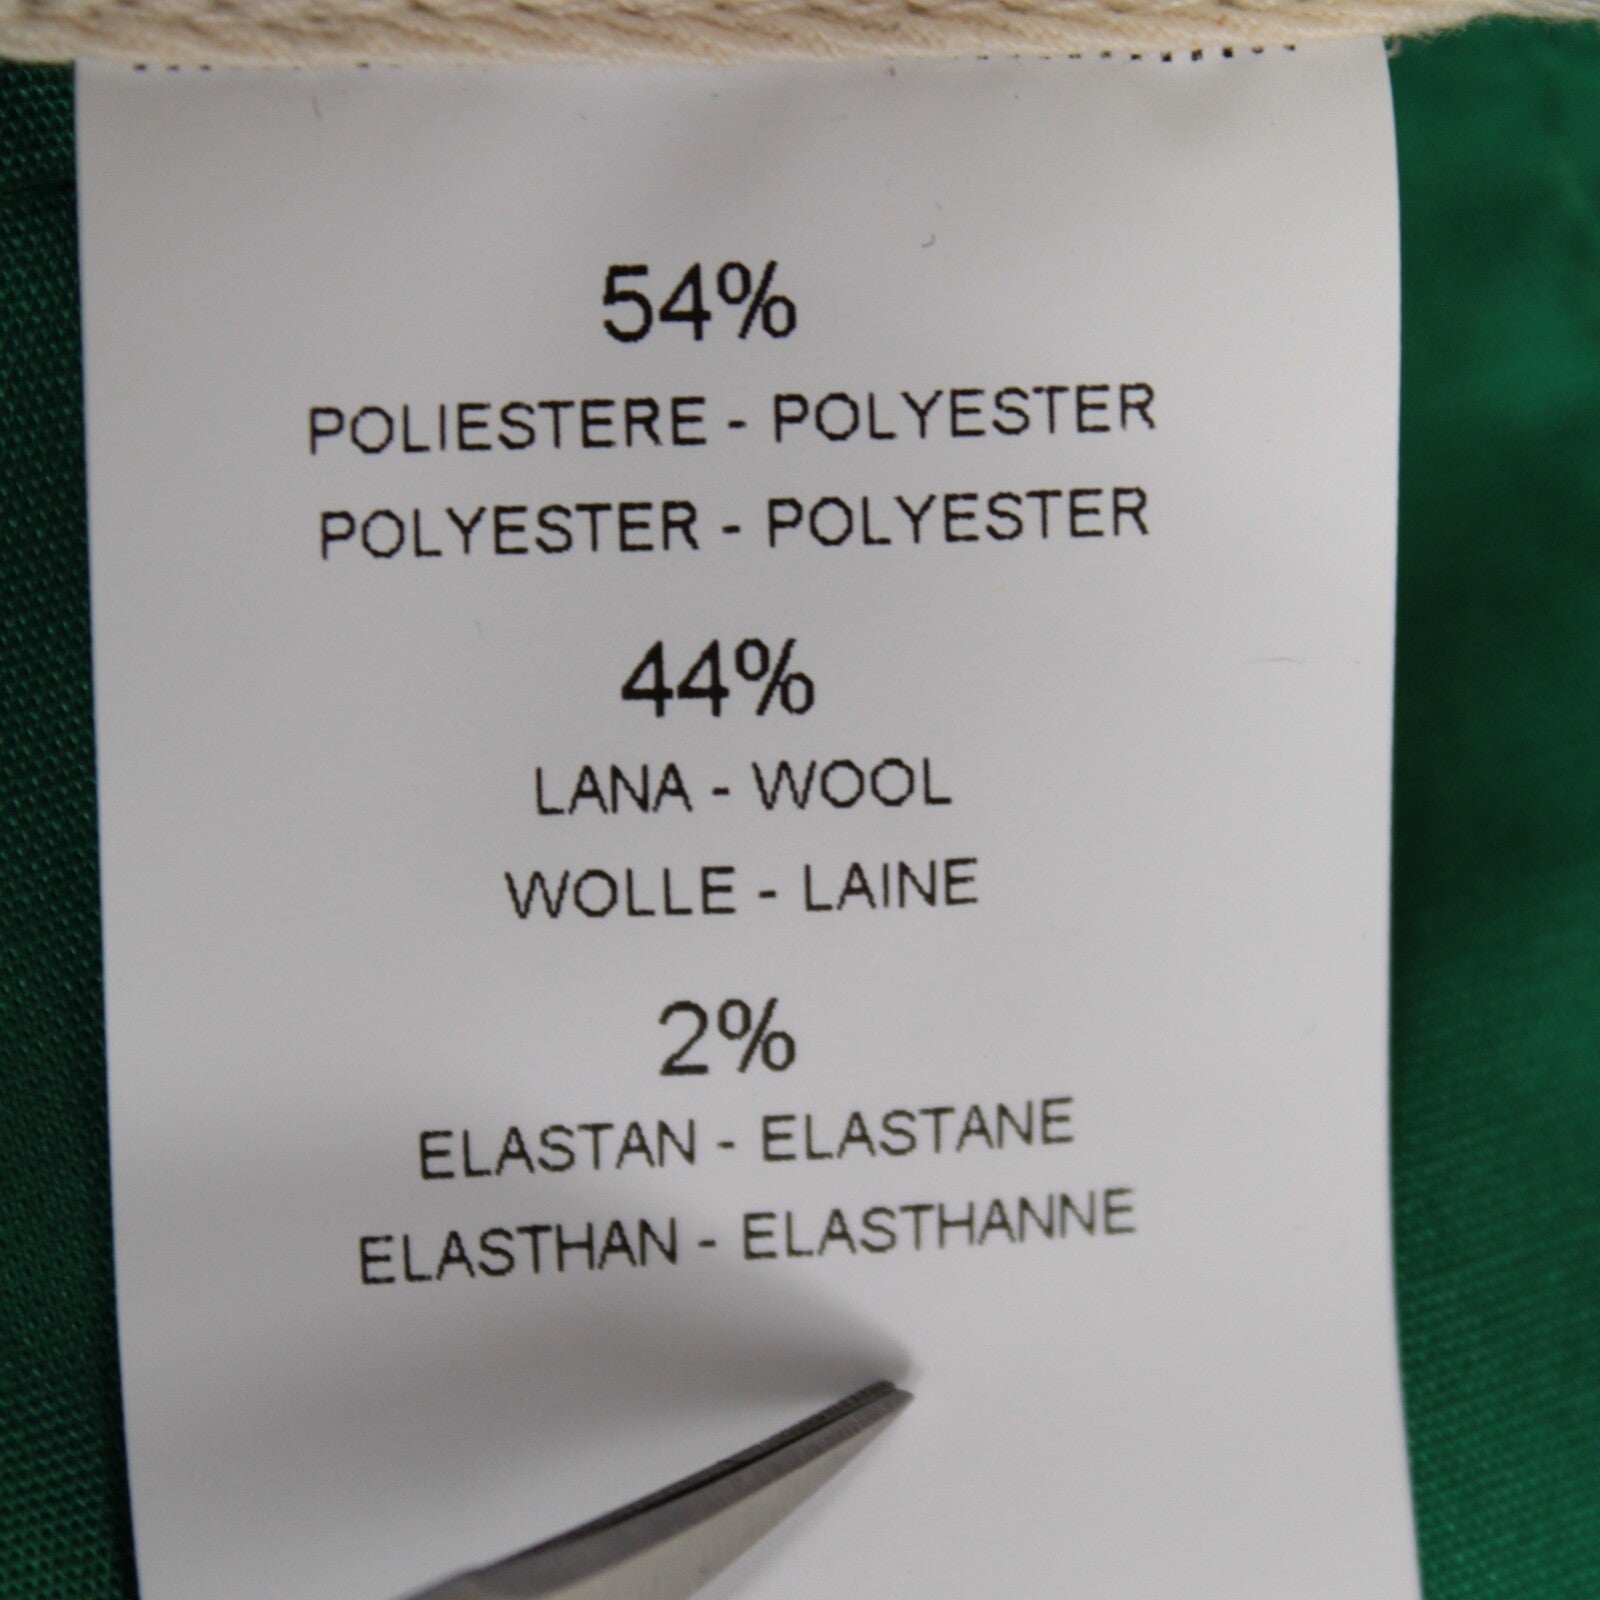 54%
POLIESTERE - POLYESTER
POLYESTER - POLYESTER
44%
LANA - WOOL
WOLLE - LAINE
2%
ELASTAN - ELASTANE
ELASTHAN - ELASTHANNE